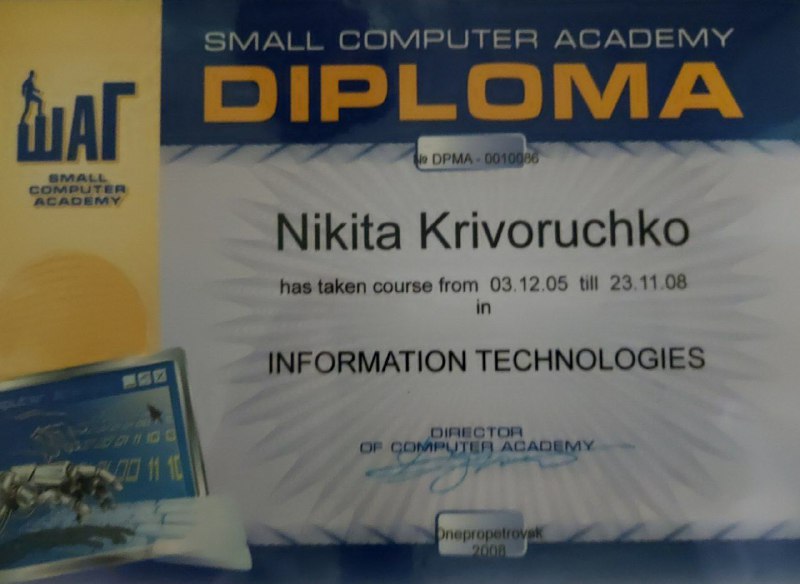 SMALL COMPUTER ACADEMY
DIPLOMA
ШАГ
SMALL
COMPUTER
ACADEMY
№ DPMA - 0010086
Nikita Krivoruchko
has taken course from 03.12.05 till 23.11.08
in
INFORMATION TECHNOLOGIES
DIRECTOR
OF COMPUTER ACADEMY
Dnepropetrovsk
2008